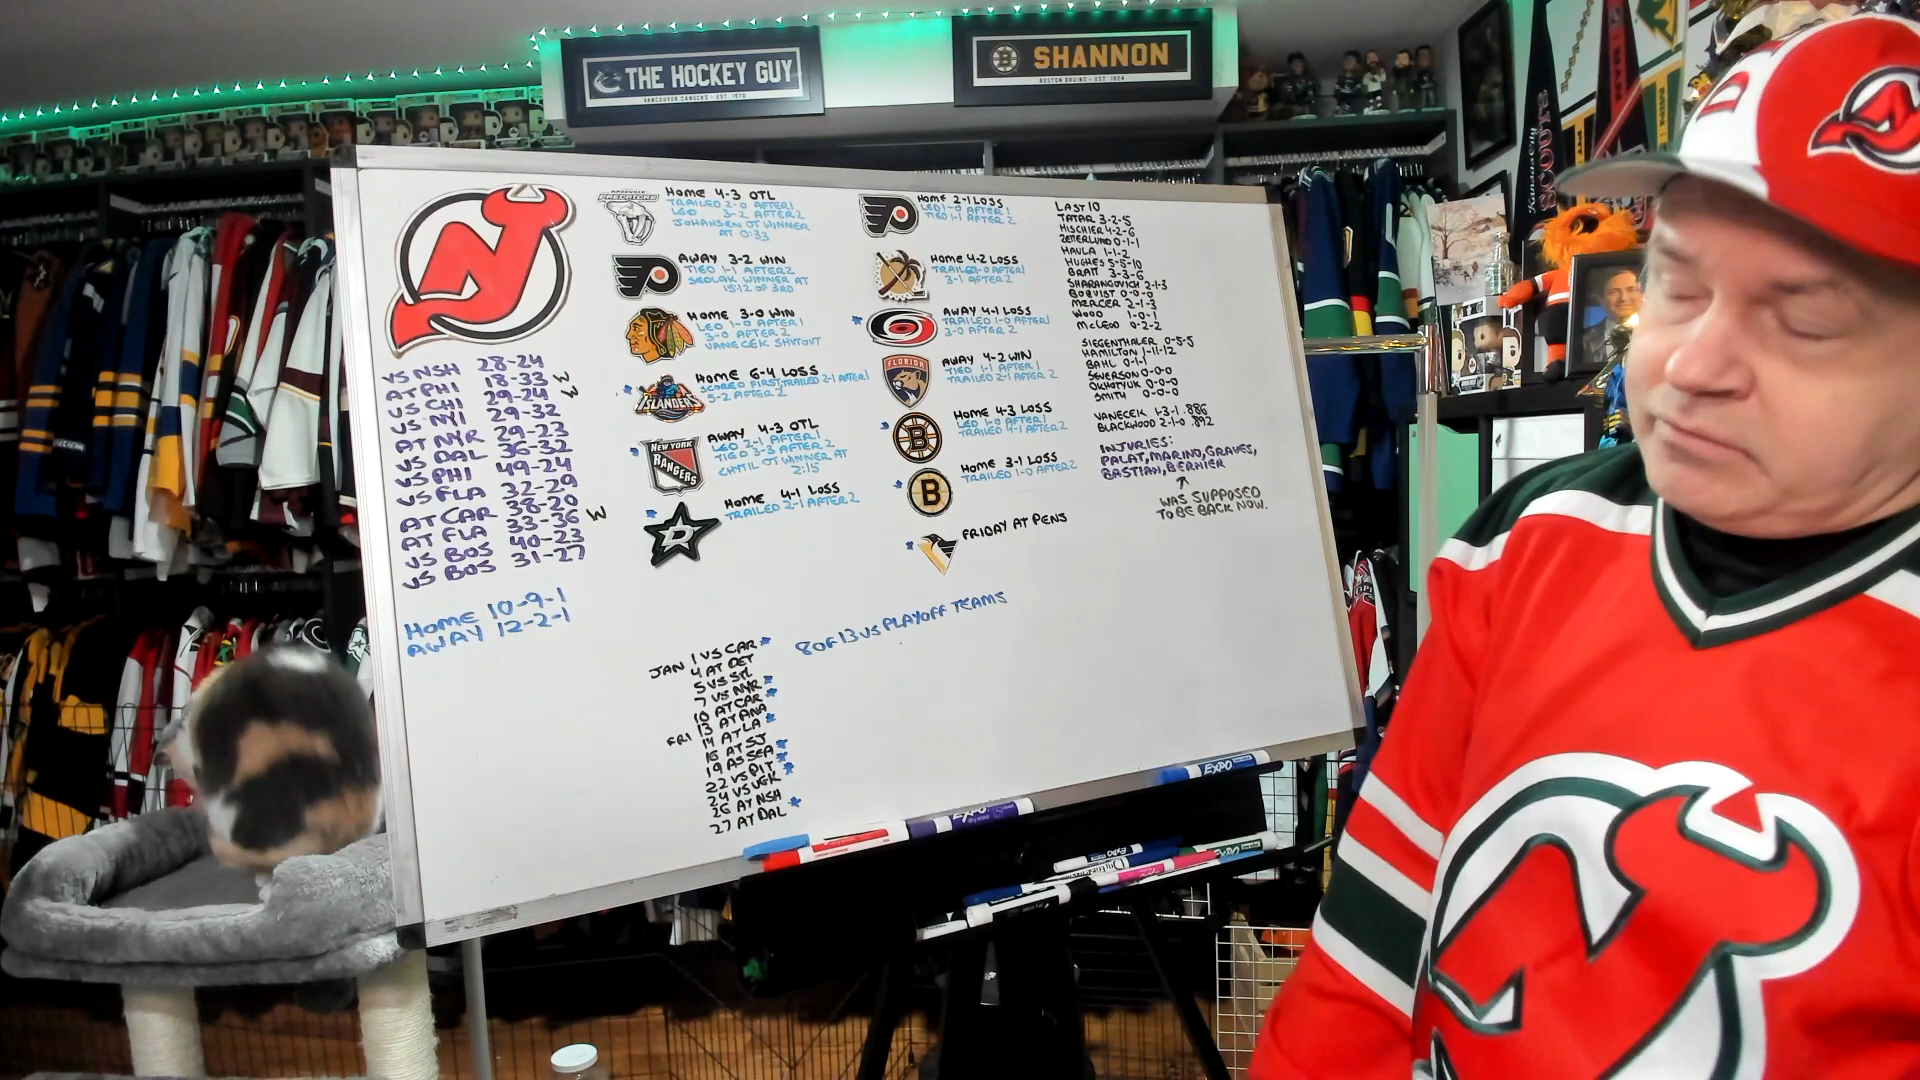 THE HOCKEY GUY
VANCOUVER CANUCKS - EST. 1970
SHANNON
BOSTON BRUINS - EST. 1924
Kansas City
SCOUTS
VS NSH 28-24
AT PHI 18-33
VS CHI 29-24
VS NYI 29-32
AT NYR 29-23
VS DAL 36-32
VS PHI 49-24
VS FLA 32-29
AT CAR 38-20
AT FLA 33-36 W
VS BOS 40-23
VS BOS 31-27
HOME 10-9-1
AWAY 12-2-1
PREDATORS
HOME 4-3 OTL
TRAILED 2-0 AFTER 1
LED 3-2 AFTER 2
JOHANSEN OT WINNER
AT 0:33
AWAY 3-2 WIN
TIED 1-1 AFTER 2
SEDLAK WINNER AT
15:12 OF 3RD
HOME 3-0 WIN
LED 1-0 AFTER 1
3-0 AFTER 2
VANECEK SHUTOUT
ISLANDERS
HOME 6-4 LOSS
SCORED FIRST, TRAILED 2-1 AFTER 1
5-2 AFTER 2
NEW YORK
RANGERS
AWAY 4-3 OTL
LED 2-1 AFTER 1
TIED 3-3 AFTER 2
CHYTIL OT WINNER AT
2:15
D
HOME 4-1 LOSS
TRAILED 2-1 AFTER 2
HOME 2-1 LOSS
LED 1-0 AFTER 1
TIED 1-1 AFTER 2
HOME 4-2 LOSS
TRAILED 1-0 AFTER 1
3-1 AFTER 2
AWAY 4-1 LOSS
TRAILED 1-0 AFTER 1
3-0 AFTER 2
FLORIDA
AWAY 4-2 WIN
TIED 1-1 AFTER 1
TRAILED 2-1 AFTER 2
B
HOME 4-3 LOSS
LED 1-0 AFTER 1
TRAILED 4-1 AFTER 2
B
HOME 3-1 LOSS
TRAILED 1-0 AFTER 2
FRIDAY AT PENS
LAST 10
TATAR 3-2-5
HISCHIER 4-2-6
ZETTERLUND 0-1-1
HAULA 1-1-2
HUGHES 5-5-10
BRATT 3-3-6
SHARANGOVICH 2-1-3
BOQVIST 0-0-0
MERCER 2-1-3
WOOD 1-0-1
MCLEOD 0-2-2
SIEGENTHALER 0-5-5
HAMILTON 1-11-12
BAHL 0-1-1
SEVERSON 0-0-0
OKHOTYUK 0-0-0
SMITH 0-0-0
VANECEK 1-3-1 .886
BLACKWOOD 2-1-0 .892
INJURIES:
PALAT, MARINO, GRAVES,
BASTIAN, BERNIER
WAS SUPPOSED
TO BE BACK NOW.
JAN 1 VS CAR
4 AT DET
5 VS STL
7 VS NYR
10 AT CAR
FRI 13 AT ANA
14 AT LA
16 AT SJ
19 AS SEA
22 VS PIT
24 VS VGK
26 AT NSH
27 AT DAL
8 OF 13 VS PLAYOFF TEAMS
EXPO
EXPO
EXPO